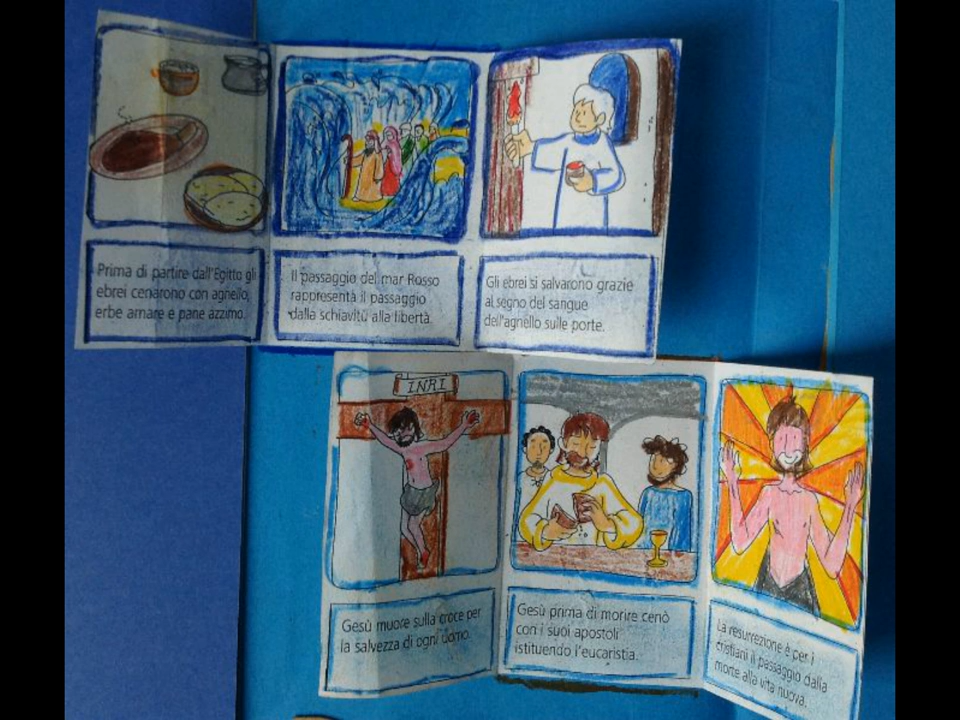 Prima di partire dall'Egitto gli
ebrei cenarono con agnello,
erbe amare e pane azzimo.
Il passaggio del mar Rosso
rappresenta il passaggio
dalla schiavitù alla libertà.
Gli ebrei si salvarono grazie
al segno del sangue
dell'agnello sulle porte.
INRI
Gesù muore sulla croce per
la salvezza di ogni uomo.
Gesù prima di morire cenò
con i suoi apostoli
istituendo l'eucaristia.
La resurrezione è per i
cristiani il passaggio dalla
morte alla vita nuova.